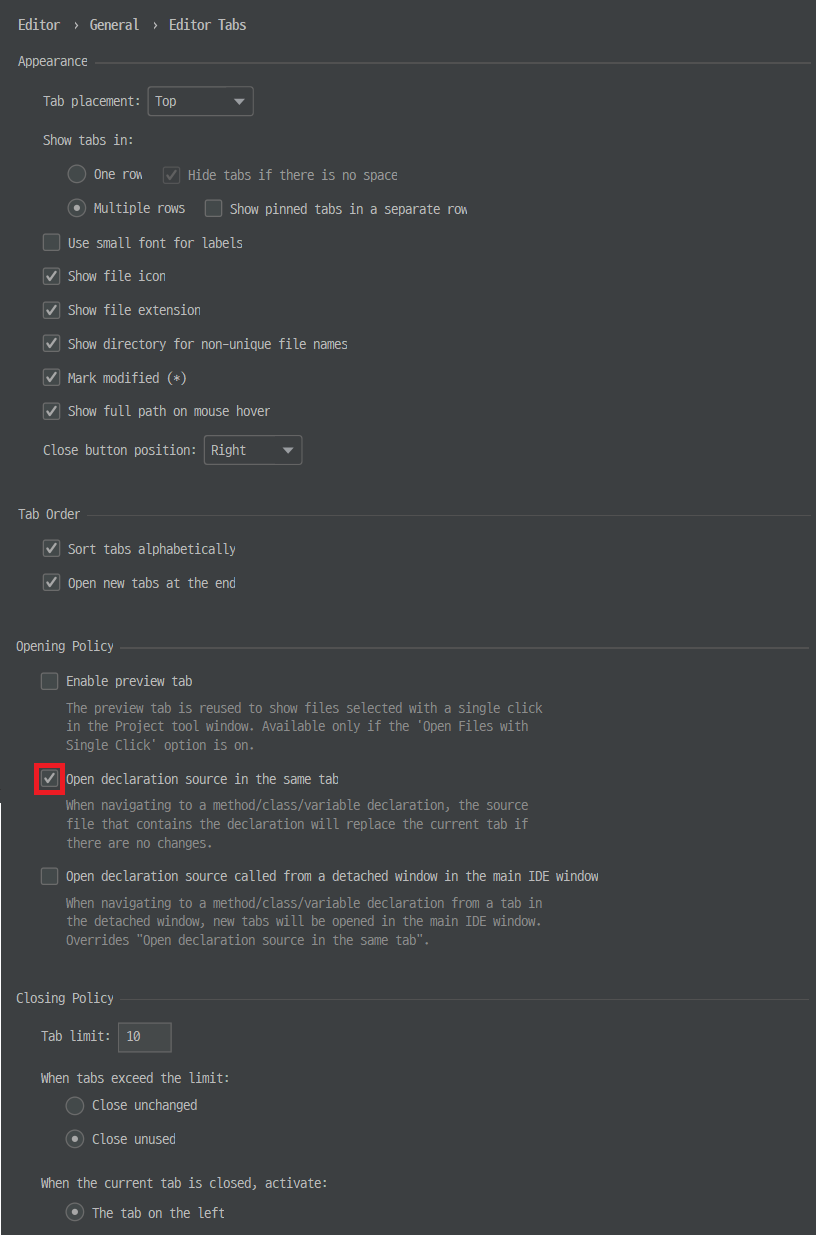 Editor › General › Editor Tabs
Appearance
Tab placement: Top
Show tabs in:
One row Hide tabs if there is no space
Multiple rows Show pinned tabs in a separate row
Use small font for labels
Show file icon
Show file extension
Show directory for non-unique file names
Mark modified (*)
Show full path on mouse hover
Close button position: Right
Tab Order
Sort tabs alphabetically
Open new tabs at the end
Opening Policy
Enable preview tab
The preview tab is reused to show files selected with a single click
in the Project tool window. Available only if the 'Open Files with
Single Click' option is on.
Open declaration source in the same tab
When navigating to a method/class/variable declaration, the source
file that contains the declaration will replace the current tab if
there are no changes.
Open declaration source called from a detached window in the main IDE window
When navigating to a method/class/variable declaration from a tab in
the detached window, new tabs will be opened in the main IDE window.
Overrides "Open declaration source in the same tab".
Closing Policy
Tab limit: 10
When tabs exceed the limit:
Close unchanged
Close unused
When the current tab is closed, activate:
The tab on the left